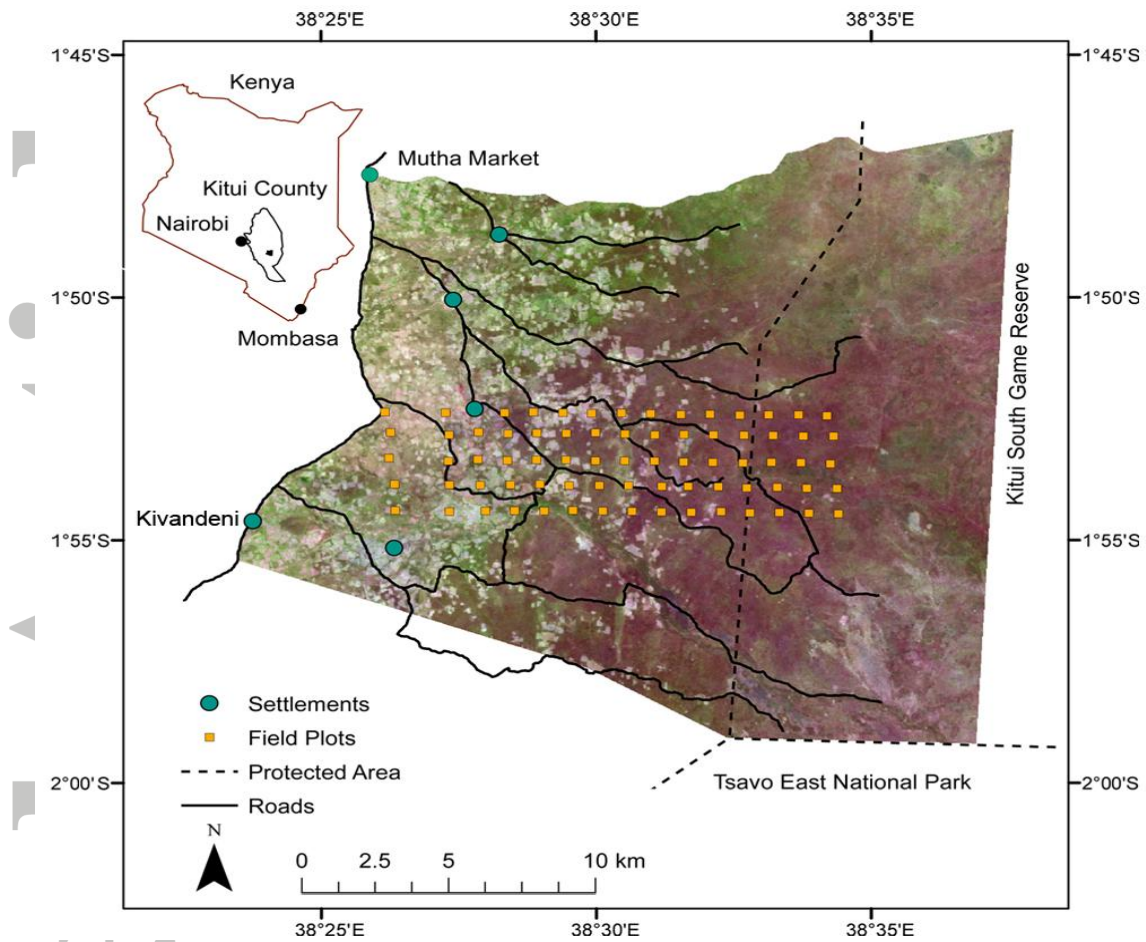 38°25'E
38°30'E
38°35'E
1°45'S
1°45'S
Kenya
Mutha Market
Kitui County
Nairobi
Mombasa
1°50'S
1°50'S
Kitui South Game Reserve
Kivandeni
1°55'S
1°55'S
Settlements
Field Plots
Protected Area
Roads
Tsavo East National Park
2°00'S
2°00'S
N
0 2.5 5 10 km
38°25'E
38°30'E
38°35'E